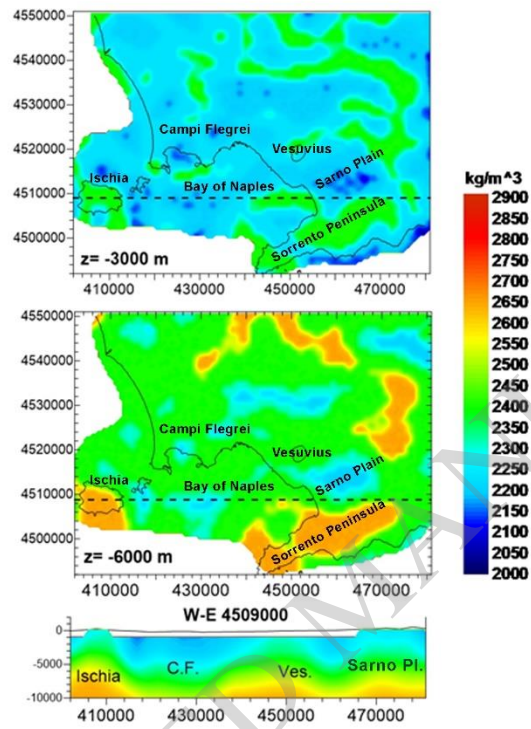 4550000
4540000
4530000
4520000
4510000
4500000
Campi Flegrei
Vesuvius
Ischia
Bay of Naples
Sarno Plain
Sorrento Peninsula
z= -3000 m
410000 430000 450000 470000
kg/m^3
2900
2800
2700
2650
2600
2550
2500
2450
2400
2350
2300
2250
2200
2150
2100
2050
2000
4550000
4540000
4530000
4520000
4510000
4500000
Campi Flegrei
Vesuvius
Ischia
Bay of Naples
Sarno Plain
Sorrento Peninsula
z= -6000 m
410000 430000 450000 470000
W-E 4509000
0
-5000
-10000
Ischia C.F. Ves. Sarno Pl.
410000 430000 450000 470000